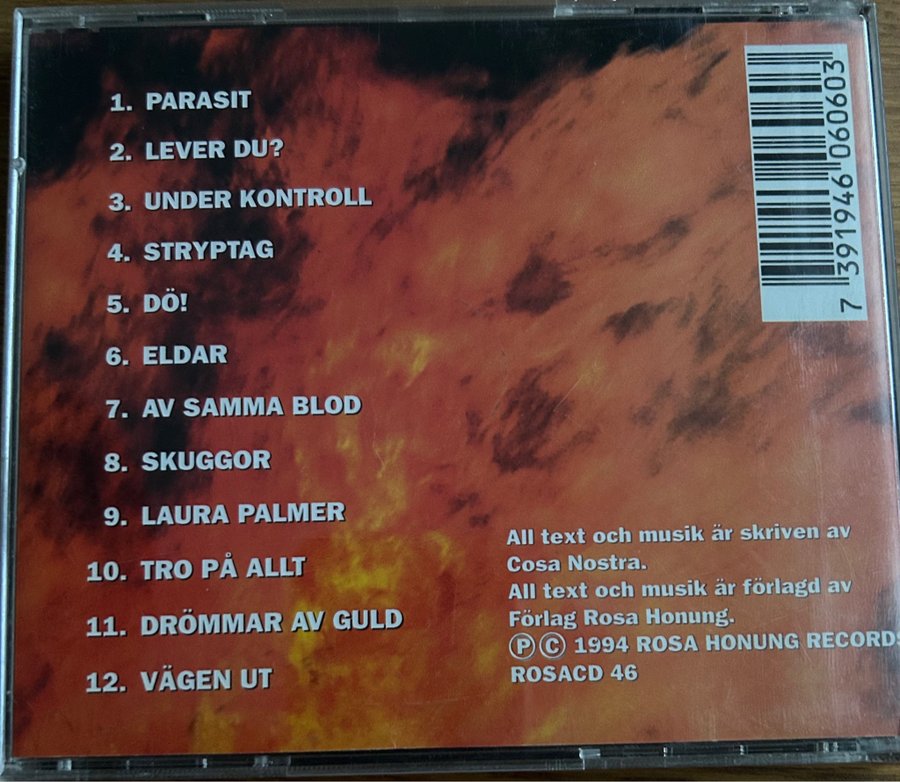 1. PARASIT
2. LEVER DU?
3. UNDER KONTROLL
4. STRYPTAG
5. DÖ!
6. ELDAR
7. AV SAMMA BLOD
8. SKUGGOR
9. LAURA PALMER
10. TRO PÅ ALLT
11. DRÖMMAR AV GULD
12. VÄGEN UT
7 391946 060603
All text och musik är skriven av
Cosa Nostra.
All text och musik är förlagd av
Förlag Rosa Honung.
Ⓟ © 1994 ROSA HONUNG RECORDS
ROSACD 46